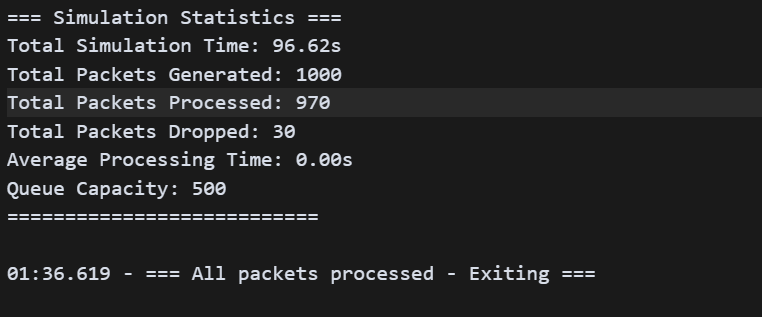 === Simulation Statistics ===
Total Simulation Time: 96.62s
Total Packets Generated: 1000
Total Packets Processed: 970
Total Packets Dropped: 30
Average Processing Time: 0.00s
Queue Capacity: 500
===========================
01:36.619 - === All packets processed - Exiting ===